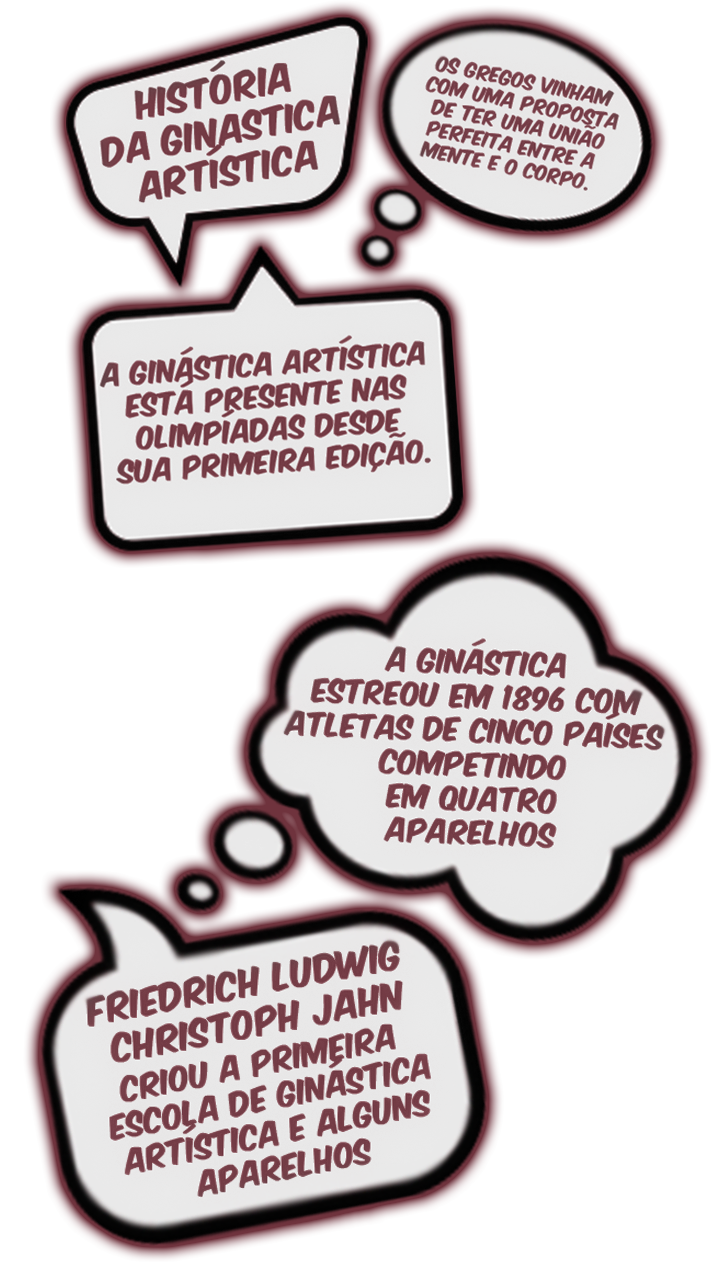 HISTÓRIA
DA GINASTICA
ARTÍSTICA
OS GREGOS VINHAM
COM UMA PROPOSTA
DE TER UMA UNIÃO
PERFEITA ENTRE A
MENTE E O CORPO.
A GINÁSTICA ARTÍSTICA
ESTÁ PRESENTE NAS
OLIMPÍADAS DESDE
SUA PRIMEIRA EDIÇÃO.
A GINÁSTICA
ESTREOU EM 1896 COM
ATLETAS DE CINCO PAÍSES
COMPETINDO
EM QUATRO
APARELHOS
FRIEDRICH LUDWIG
CHRISTOPH JAHN
CRIOU A PRIMEIRA
ESCOLA DE GINÁSTICA
ARTÍSTICA E ALGUNS
APARELHOS